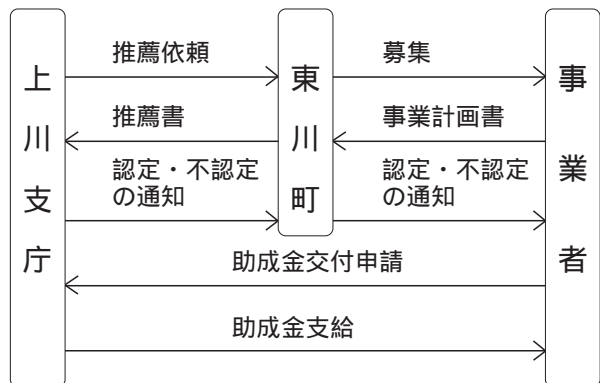 上川支庁
東川町
事業者
推薦依頼
募集
推薦書
事業計画書
認定・不認定
の通知
認定・不認定
の通知
助成金交付申請
助成金支給